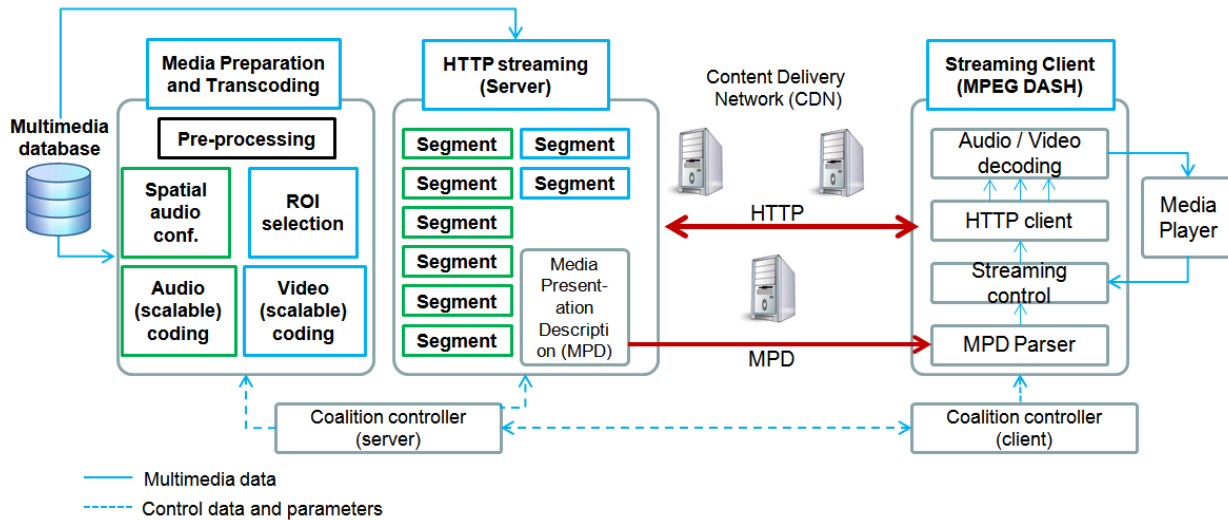 Media Preparation
and Transcoding
HTTP streaming
(Server)
Content Delivery
Network (CDN)
Streaming Client
(MPEG DASH)
Multimedia
database
Pre-processing
Spatial
audio
conf.
ROI
selection
Audio
(scalable)
coding
Video
(scalable)
coding
Segment
Segment
Segment
Segment
Segment
Segment
Segment
Segment
Media
Present-
ation
Descripti
on (MPD)
HTTP
MPD
Audio / Video
decoding
HTTP client
Streaming
control
MPD Parser
Media
Player
Coalition controller
(server)
Coalition controller
(client)
Multimedia data
Control data and parameters